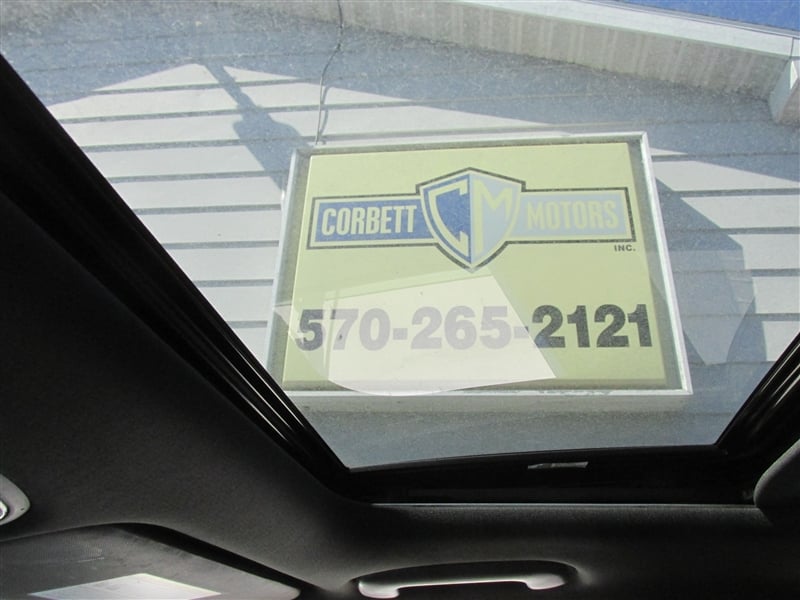 CORBETT CM MOTORS
INC.
570-265-2121